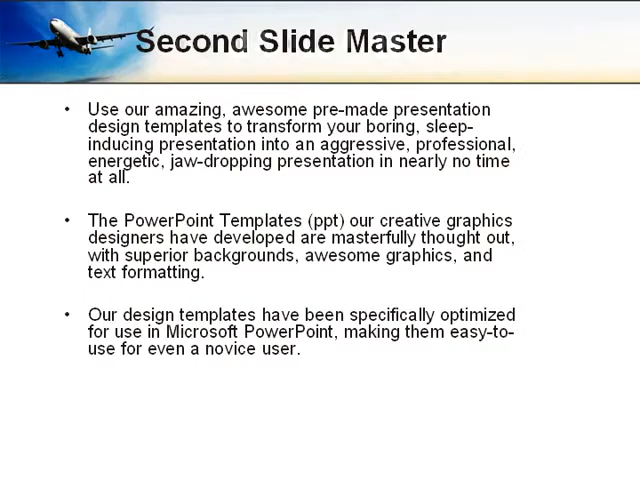 Second Slide Master
• Use our amazing, awesome pre-made presentation
design templates to transform your boring, sleep-
inducing presentation into an aggressive, professional,
energetic, jaw-dropping presentation in nearly no time
at all.
• The PowerPoint Templates (ppt) our creative graphics
designers have developed are masterfully thought out,
with superior backgrounds, awesome graphics, and
text formatting.
• Our design templates have been specifically optimized
for use in Microsoft PowerPoint, making them easy-to-
use for even a novice user.